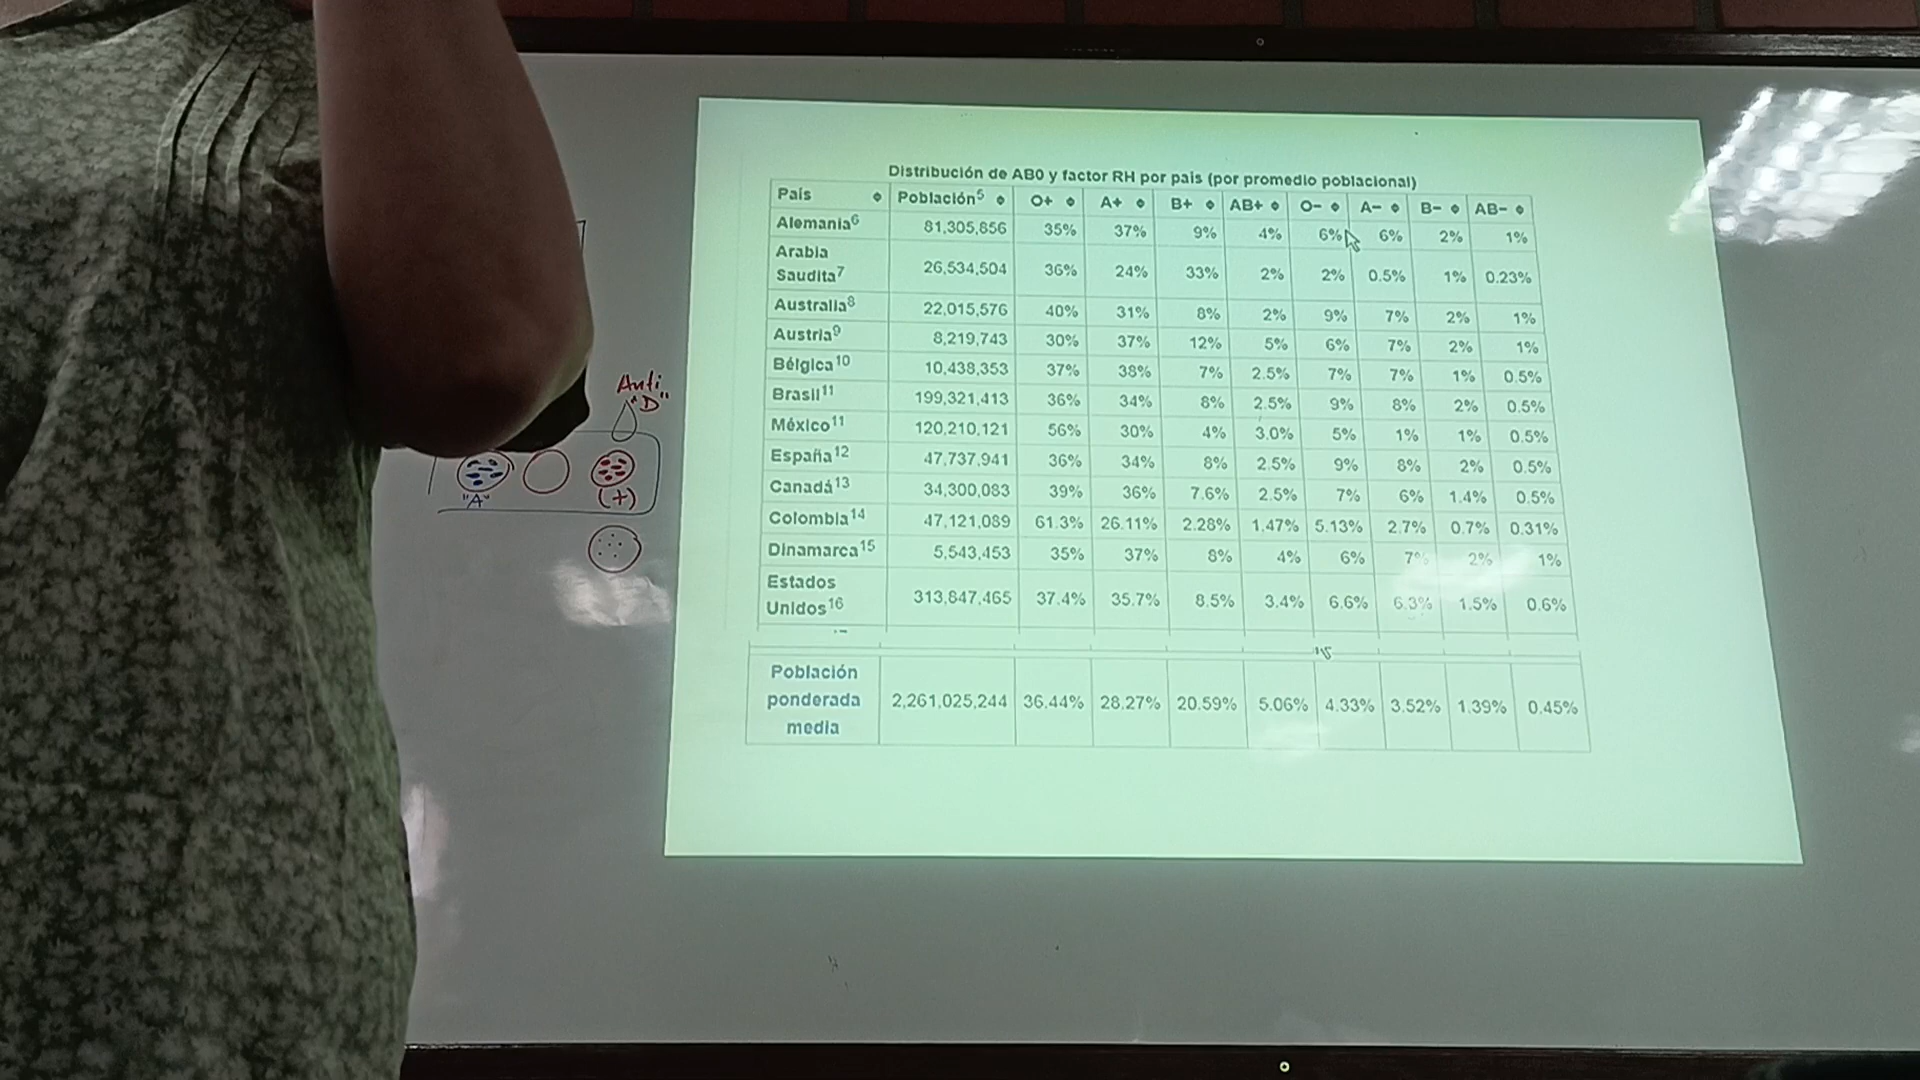 Distribución de AB0 y factor RH por país (por promedio poblacional)
País Población5 O+ A+ B+ AB+ O− A− B− AB−
Alemania6 81,305,856 35% 37% 9% 4% 6% 6% 2% 1%
Arabia
Saudita7 26,534,504 36% 24% 33% 2% 2% 0.5% 1% 0.23%
Australia8 22,015,576 40% 31% 8% 2% 9% 7% 2% 1%
Austria9 8,219,743 30% 37% 12% 5% 6% 7% 2% 1%
Bélgica10 10,438,353 37% 38% 7% 2.5% 7% 7% 1% 0.5%
Brasil11 199,321,413 36% 34% 8% 2.5% 9% 8% 2% 0.5%
México11 120,210,121 56% 30% 4% 3.0% 5% 1% 1% 0.5%
España12 47,737,941 36% 34% 8% 2.5% 9% 8% 2% 0.5%
Canadá13 34,300,083 39% 36% 7.6% 2.5% 7% 6% 1.4% 0.5%
Colombia14 47,121,089 61.3% 26.11% 2.28% 1.47% 5.13% 2.7% 0.7% 0.31%
Dinamarca15 5,543,453 35% 37% 8% 4% 6% 7% 2% 1%
Estados
Unidos16 313,847,465 37.4% 35.7% 8.5% 3.4% 6.6% 6.3% 1.5% 0.6%
Población
ponderada
media 2,261,025,244 36.44% 28.27% 20.59% 5.06% 4.33% 3.52% 1.39% 0.45%
Anti
"D"
"A" (+)